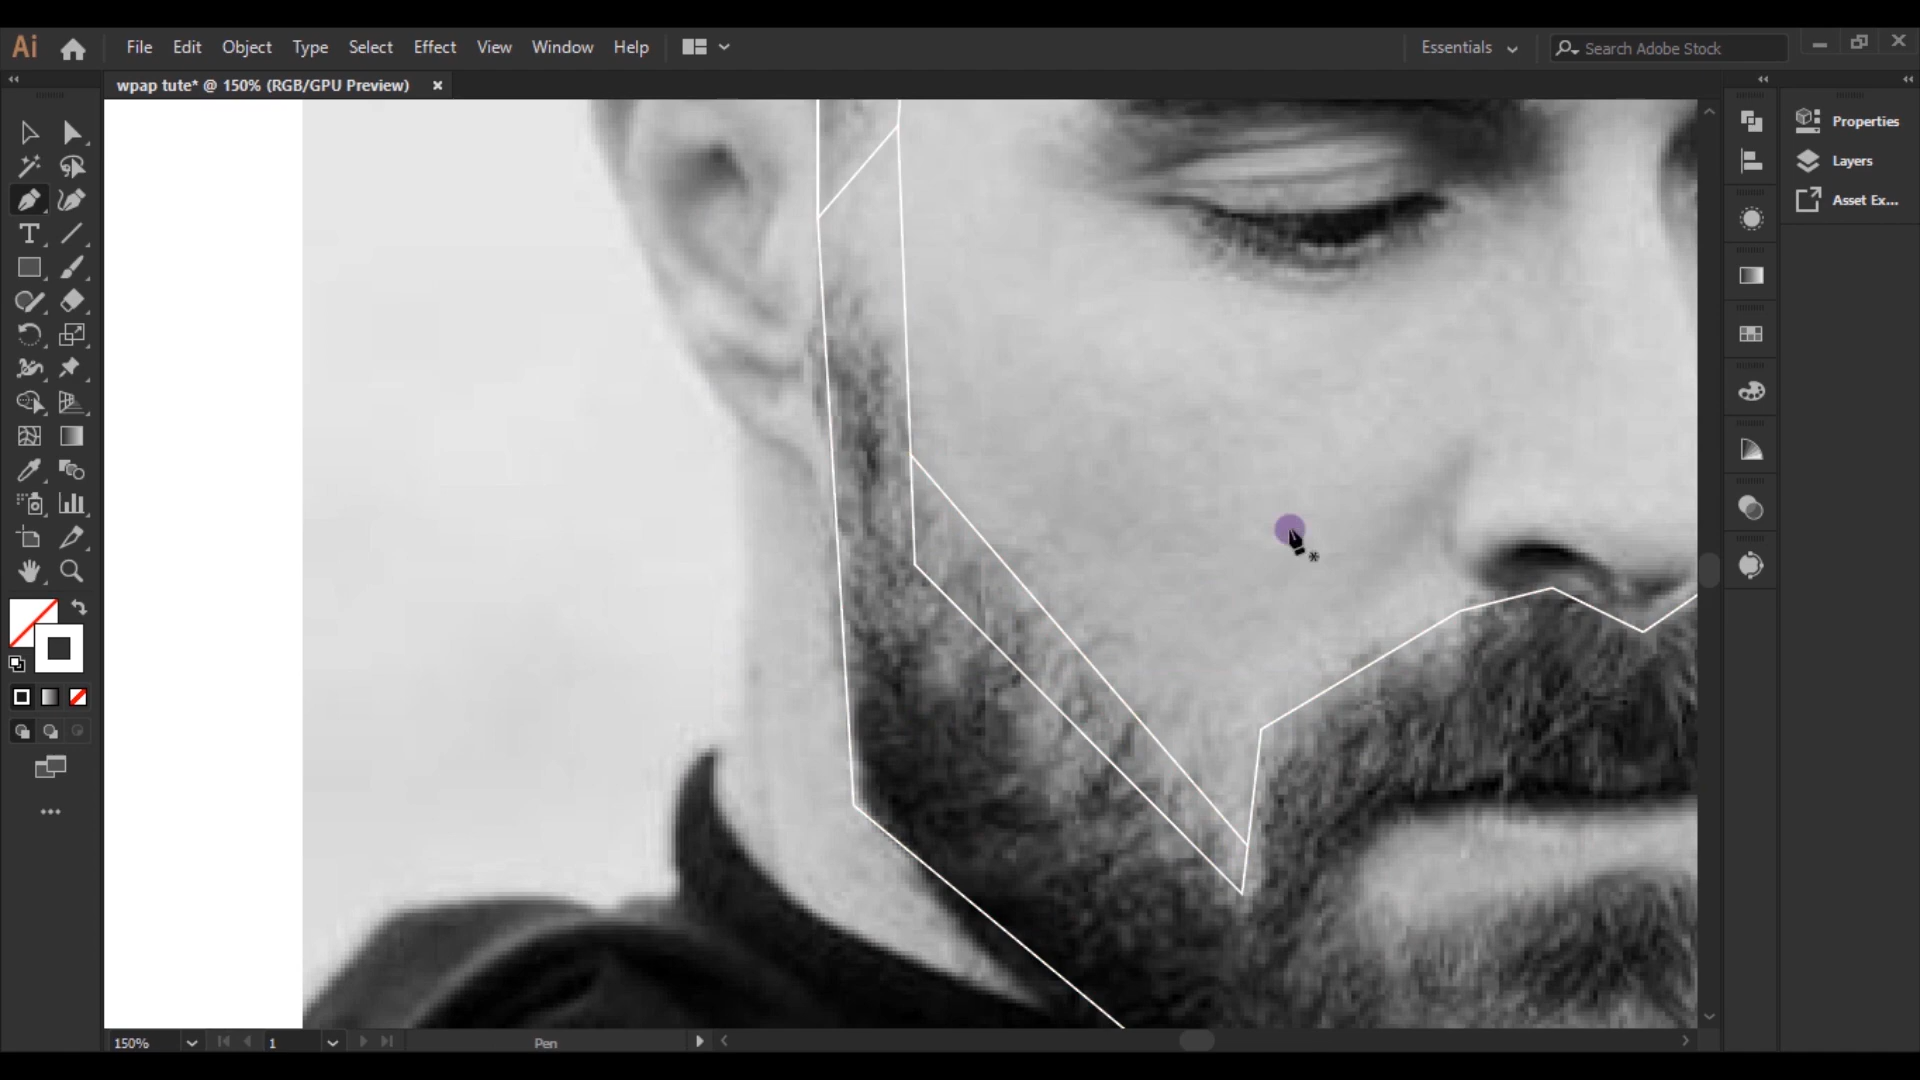 Ai File Edit Object Type Select Effect View Window Help Essentials Search Adobe Stock
wpap tute* @ 150% (RGB/GPU Preview)
Properties
Layers
Asset Ex...
150% 1 Pen